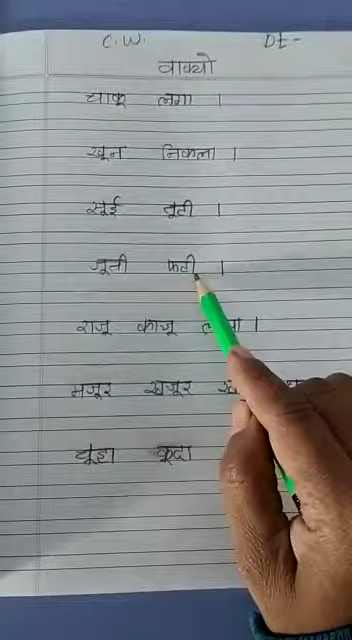 C.W. Dt-
वाक्यो
चाकू लगा ।
खून निकला ।
सूई टूटी ।
जूती फटी ।
राजू काजू ।
मजूर खजूर
चूहा कूदा